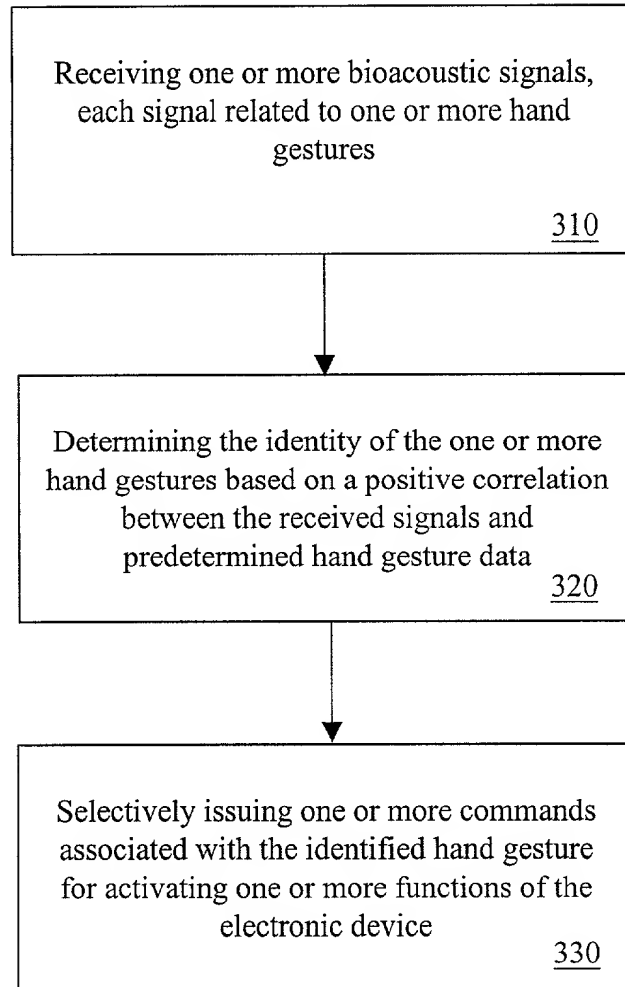 Receiving one or more bioacoustic signals,
each signal related to one or more hand
gestures
310
Determining the identity of the one or more
hand gestures based on a positive correlation
between the received signals and
predetermined hand gesture data
320
Selectively issuing one or more commands
associated with the identified hand gesture
for activating one or more functions of the
electronic device
330